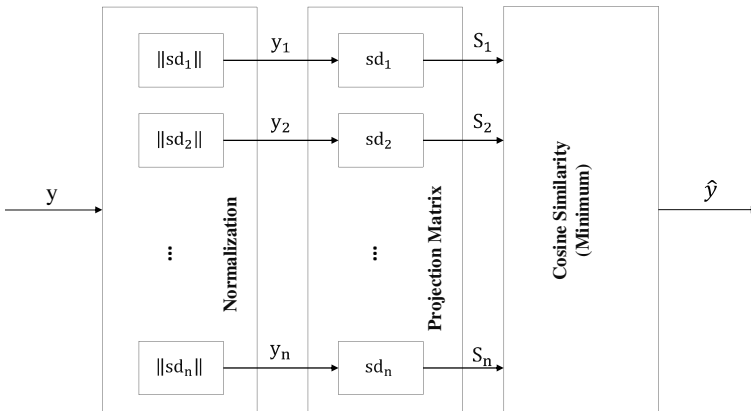 ‖sd₁‖
y₁
sd₁
S₁
‖sd₂‖
y₂
sd₂
S₂
y
...
Normalization
...
Projection Matrix
Cosine Similarity
(Minimum)
ŷ
‖sdₙ‖
yₙ
sdₙ
Sₙ